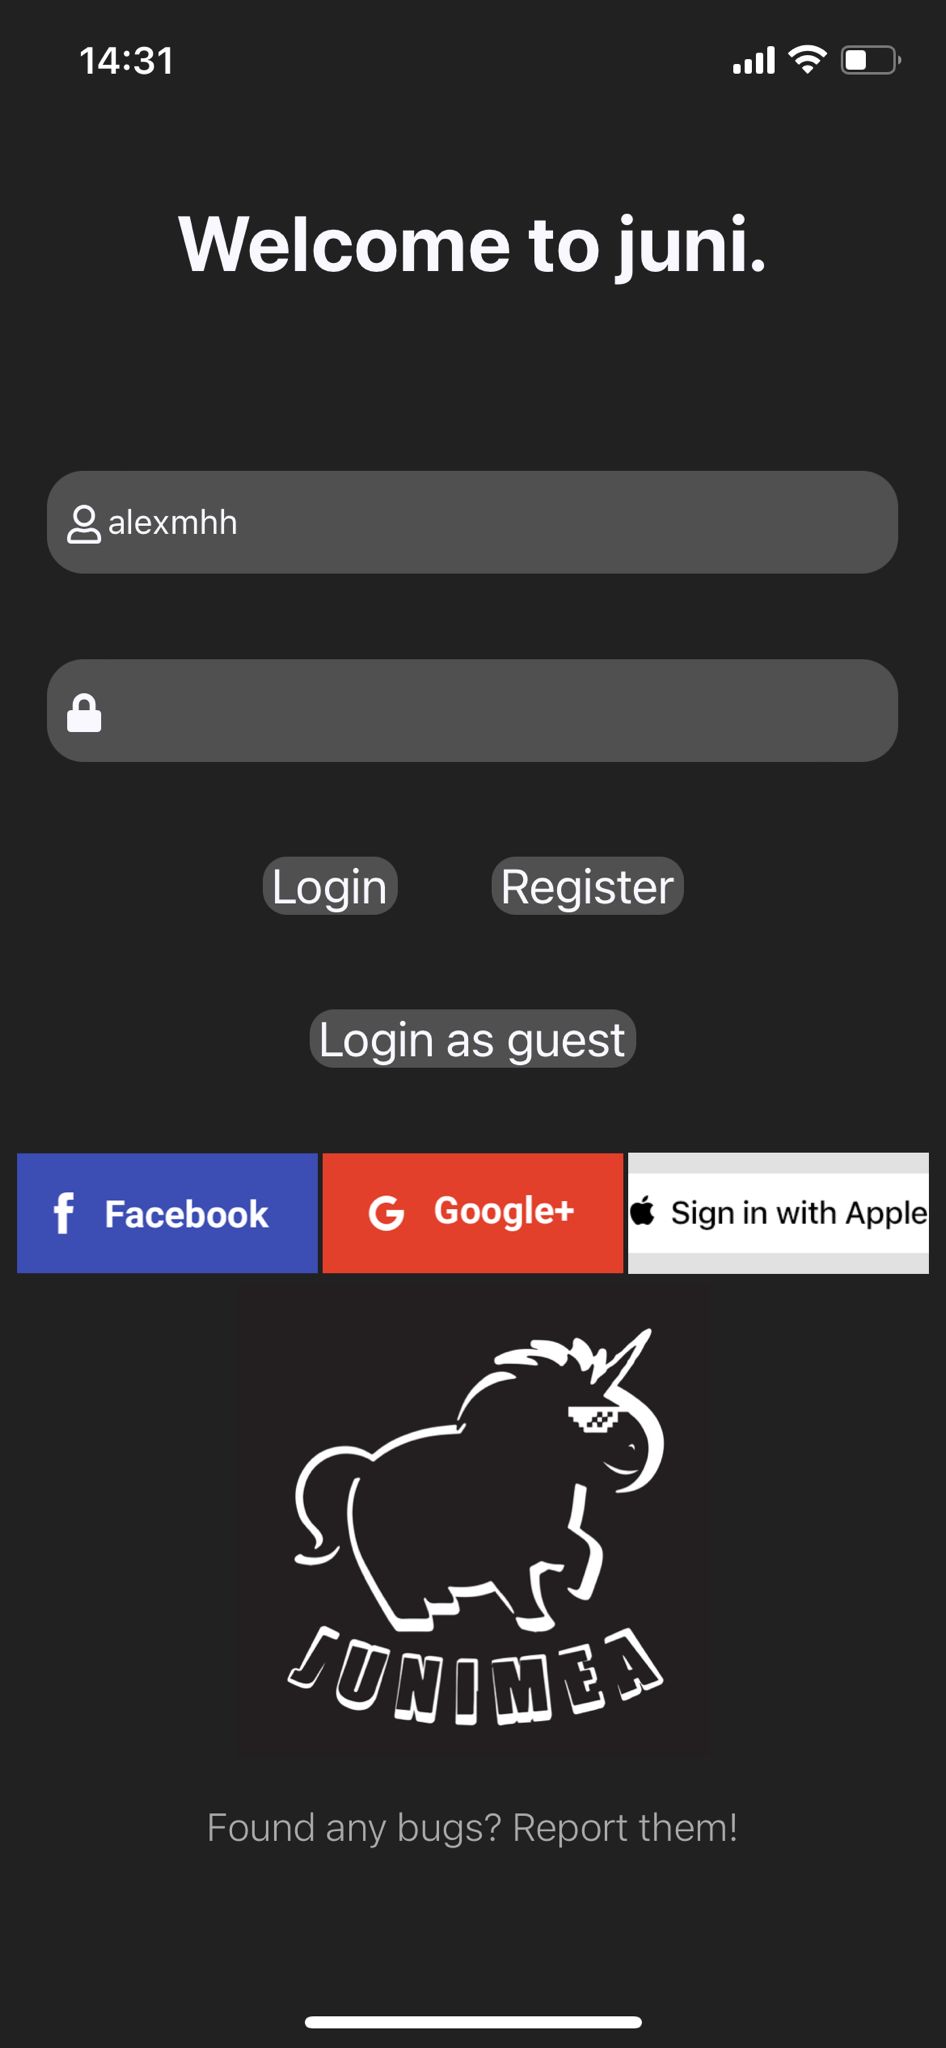 14:31
Welcome to juni.
alexmhh
Login Register
Login as guest
Facebook Google+ Sign in with Apple
JUNIMEA
Found any bugs? Report them!